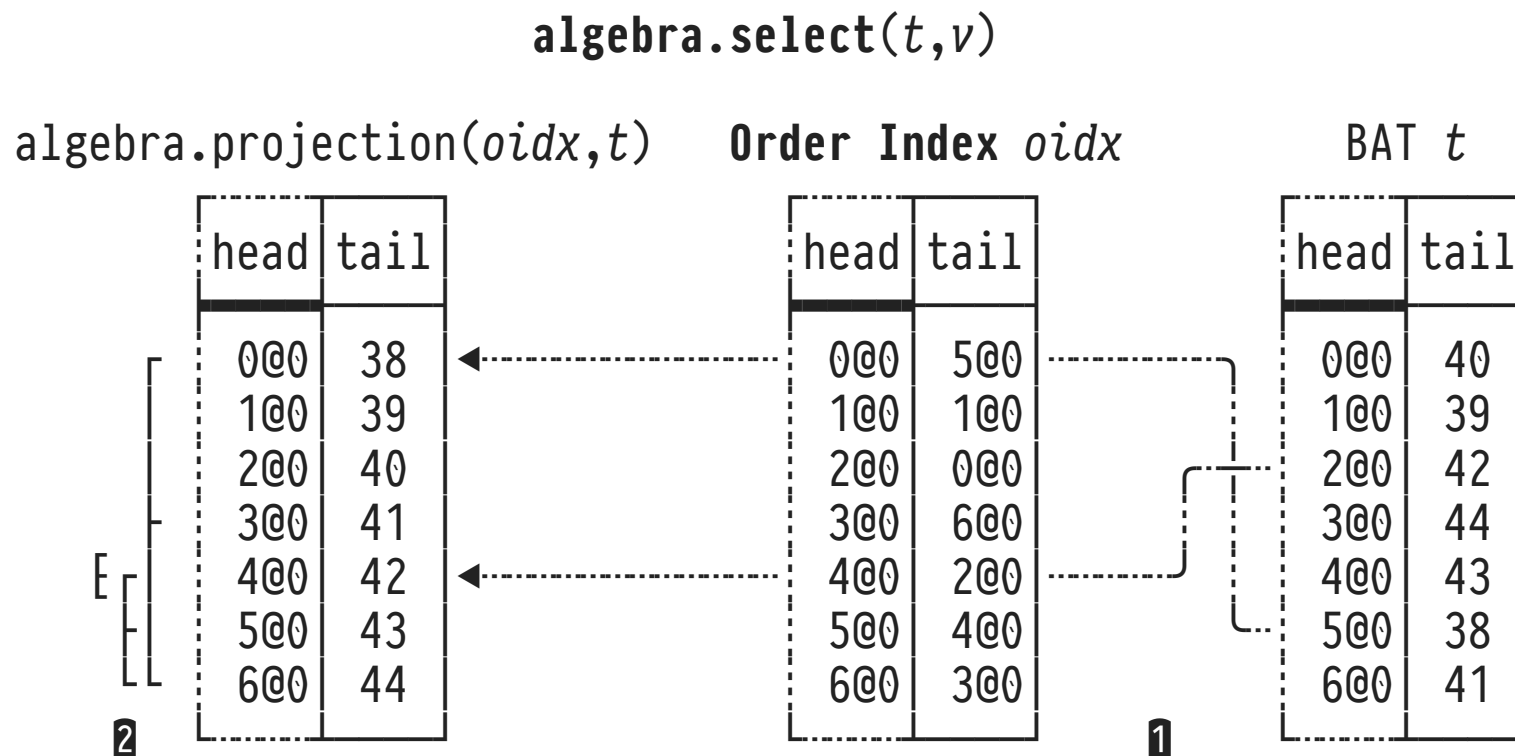 algebra.select(t,v)
algebra.projection(oidx,t) Order Index oidx BAT t
head tail head tail head tail
0@0 38 0@0 5@0 0@0 40
1@0 39 1@0 1@0 1@0 39
2@0 40 2@0 0@0 2@0 42
3@0 41 3@0 6@0 3@0 44
4@0 42 4@0 2@0 4@0 43
5@0 43 5@0 4@0 5@0 38
6@0 44 6@0 3@0 6@0 41
2 1